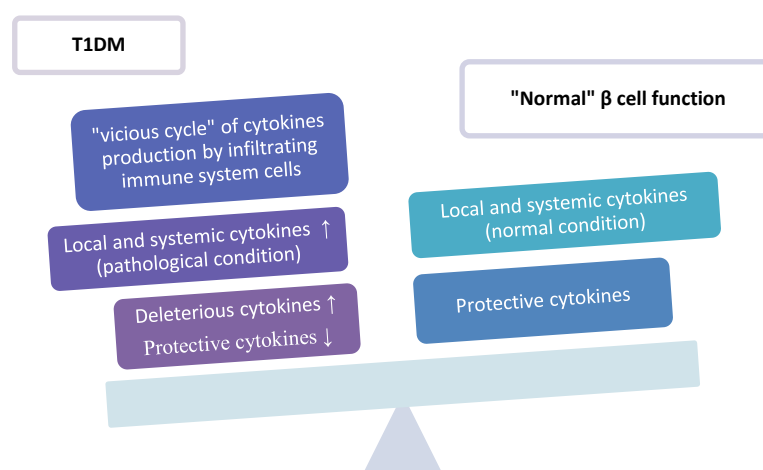 T1DM
"vicious cycle" of cytokines
production by infiltrating
immune system cells
Local and systemic cytokines ↑
(pathological condition)
Deleterious cytokines ↑
Protective cytokines ↓
"Normal" β cell function
Local and systemic cytokines
(normal condition)
Protective cytokines